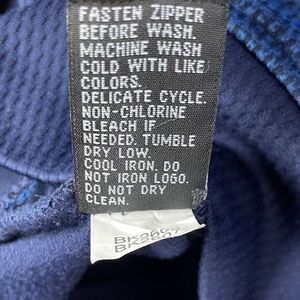 FASTEN ZIPPER
BEFORE WASH.
MACHINE WASH
COLD WITH LIKE
COLORS.
DELICATE CYCLE.
NON-CHLORINE
BLEACH IF
NEEDED. TUMBLE
DRY LOW.
COOL IRON. DO
NOT IRON LOGO.
DO NOT DRY
CLEAN.